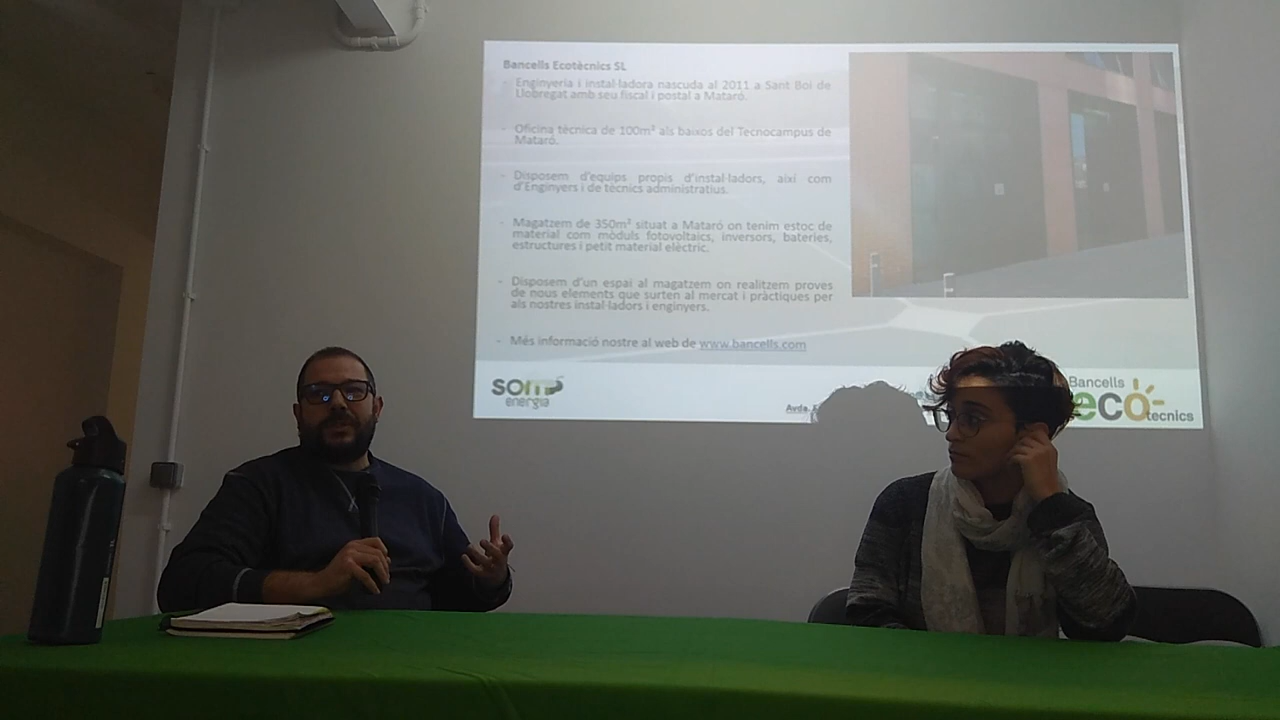 Bancells Ecotècnics SL
- Enginyeria i instal·ladora nascuda al 2011 a Sant Boi de
Llobregat amb seu fiscal i postal a Mataró.
- Oficina tècnica de 100m² als baixos del Tecnocampus de
Mataró.
- Disposem d'equips propis d'instal·ladors, així com
d'Enginyers i de tècnics administratius.
- Magatzem de 350m² situat a Mataró on tenim estoc de
material com mòduls fotovoltaics, inversors, bateries,
estructures i petit material elèctric.
- Disposem d'un espai al magatzem on realitzem proves
de nous elements que surten al mercat i pràctiques per
als nostres instal·ladors i enginyers.
- Més informació nostre al web de www.bancells.com
som
energia
Avda.
Bancells
eco
tecnics